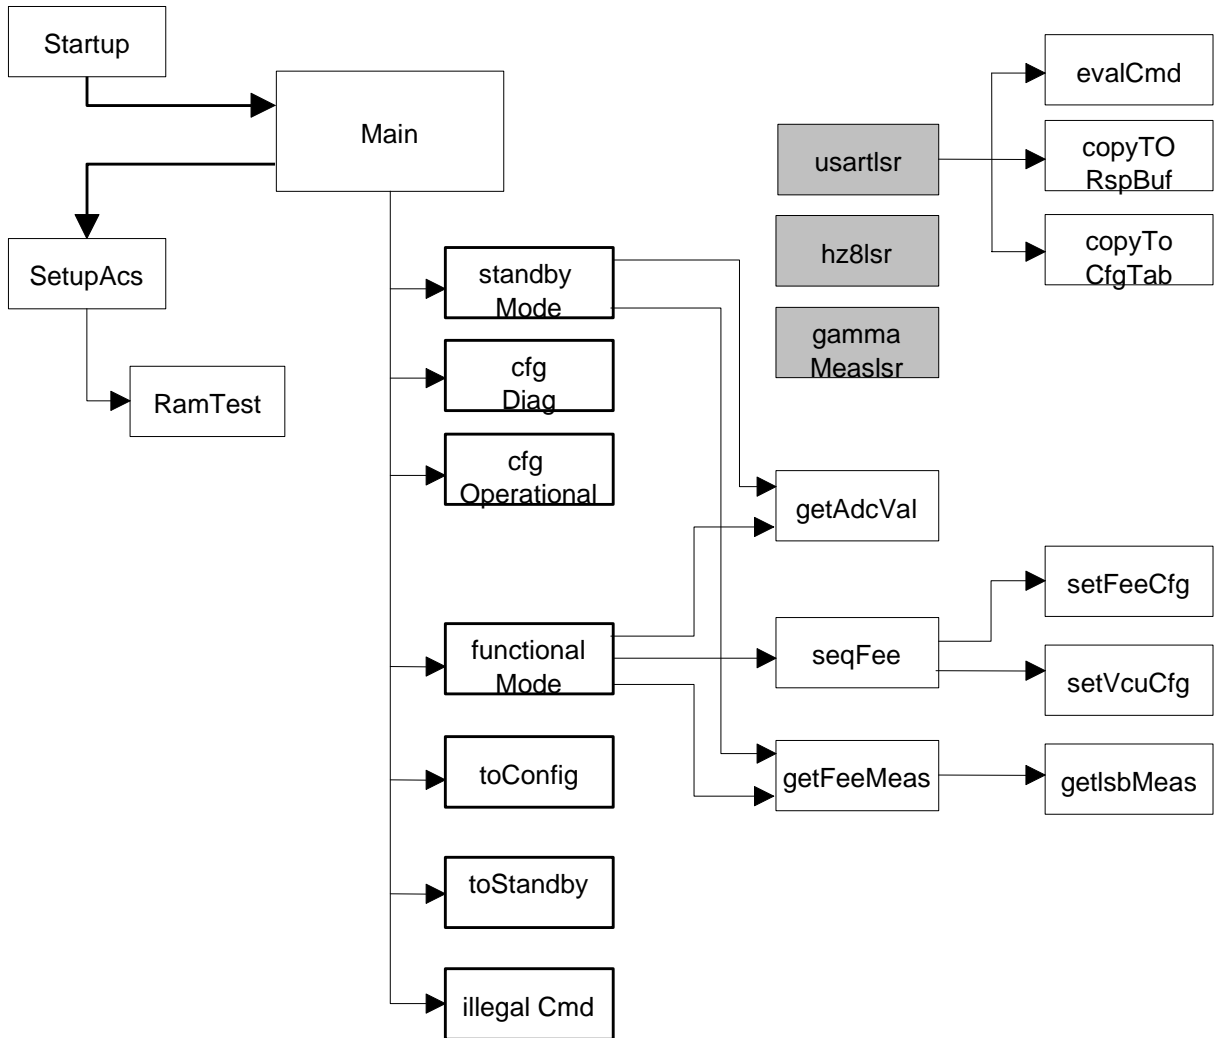 Startup
Main
SetupAcs
RamTest
standby
Mode
cfg
Diag
cfg
Operational
functional
Mode
toConfig
toStandby
illegal Cmd
usartIsr
hz8Isr
gamma
MeasIsr
getAdcVal
seqFee
getFeeMeas
evalCmd
copyTO
RspBuf
copyTo
CfgTab
setFeeCfg
setVcuCfg
getIsbMeas